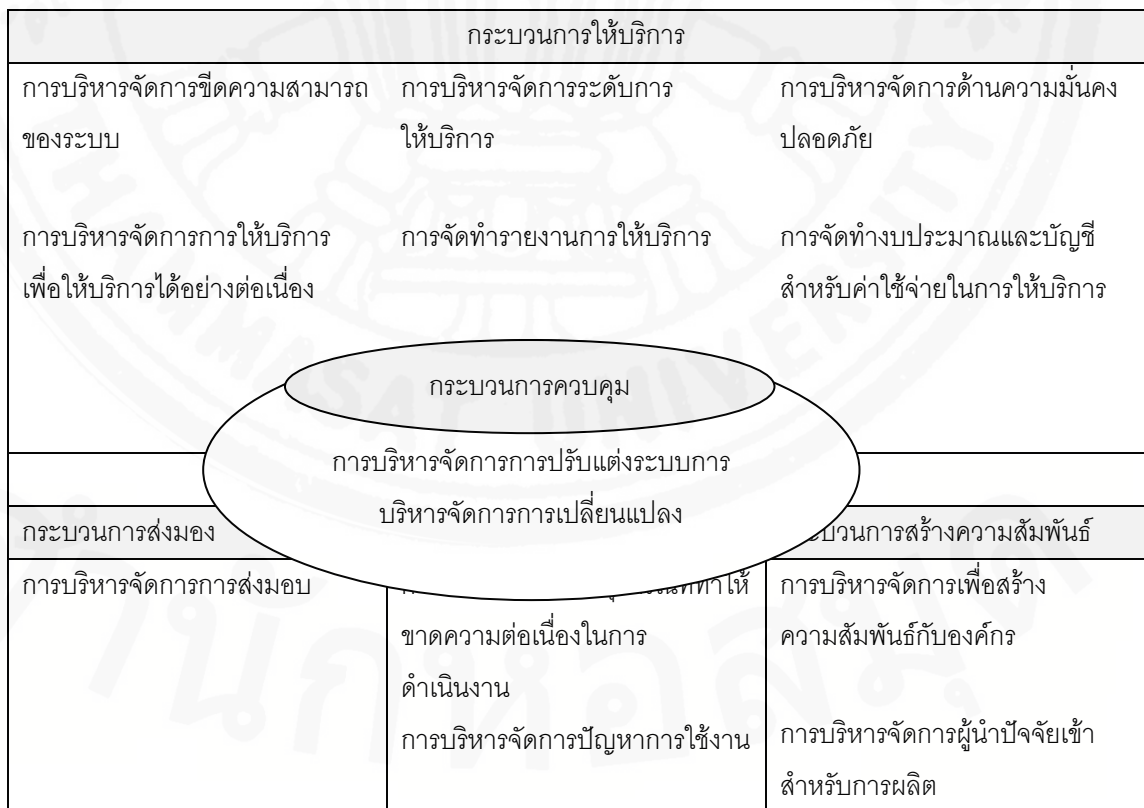 กระบวนการให้บริการ
การบริหารจัดการขีดความสามารถ
ของระบบ
การบริหารจัดการระดับการ
ให้บริการ
การบริหารจัดการด้านความมั่นคง
ปลอดภัย
การบริหารจัดการการให้บริการ
เพื่อให้บริการได้อย่างต่อเนื่อง
การจัดทำรายงานการให้บริการ
การจัดทำงบประมาณและบัญชี
สำหรับค่าใช้จ่ายในการให้บริการ
กระบวนการควบคุม
การบริหารจัดการการปรับแต่งระบบการ
บริหารจัดการการเปลี่ยนแปลง
กระบวนการส่งมอง
การบริหารจัดการการส่งมอบ
ขาดความต่อเนื่องในการ
ดำเนินงาน
การบริหารจัดการปัญหาการใช้งาน
บวนการสร้างความสัมพันธ์
การบริหารจัดการเพื่อสร้าง
ความสัมพันธ์กับองค์กร
การบริหารจัดการผู้นำปัจจัยเข้า
สำหรับการผลิต